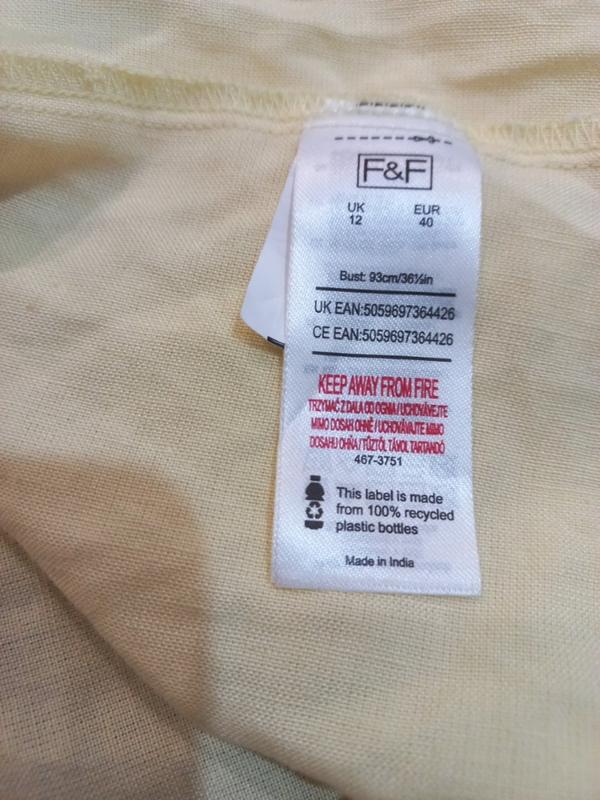 F&F
UK EUR
12 40
Bust: 93cm/36½in
UK EAN:5059697364426
CE EAN:5059697364426
KEEP AWAY FROM FIRE
TRZYMAĆ Z DALA OD OGNIA / UCHOVÁVEJTE
MIMO DOSAH OHNĚ / UCHOVÁVAJTE MIMO
DOSAHU OHŇA / TŰZTŐL TÁVOL TARTANDÓ
467-3751
This label is made
from 100% recycled
plastic bottles
Made in India